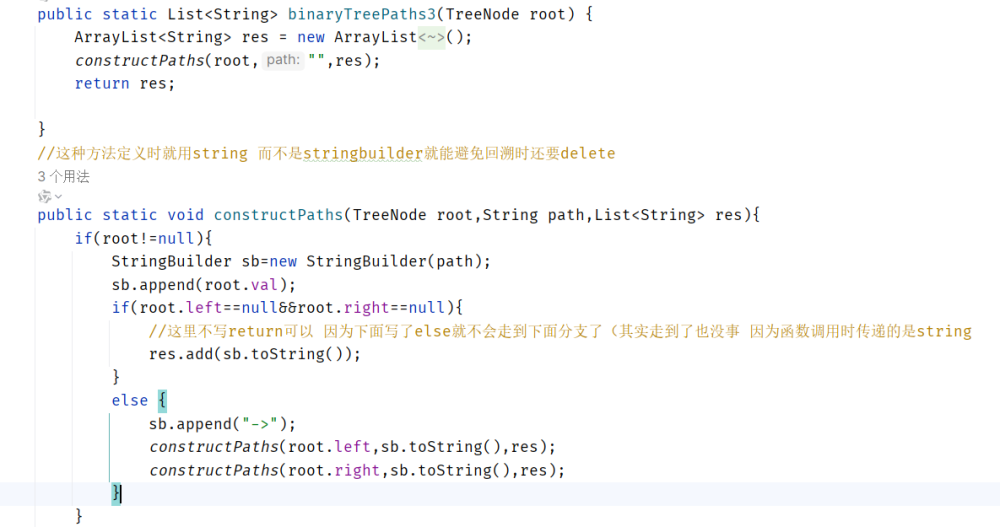 public static List<String> binaryTreePaths3(TreeNode root) {
ArrayList<String> res = new ArrayList<~>();
constructPaths(root, path: "",res);
return res;
}
//这种方法定义时就用string 而不是stringbuilder就能避免回溯时还要delete
3 个用法
public static void constructPaths(TreeNode root,String path,List<String> res){
if(root!=null){
StringBuilder sb=new StringBuilder(path);
sb.append(root.val);
if(root.left==null&&root.right==null){
//这里不写return可以 因为下面写了else就不会走到下面分支了（其实走到了也没事 因为函数调用时传递的是string
res.add(sb.toString());
}
else {
sb.append("->");
constructPaths(root.left,sb.toString(),res);
constructPaths(root.right,sb.toString(),res);
}
}